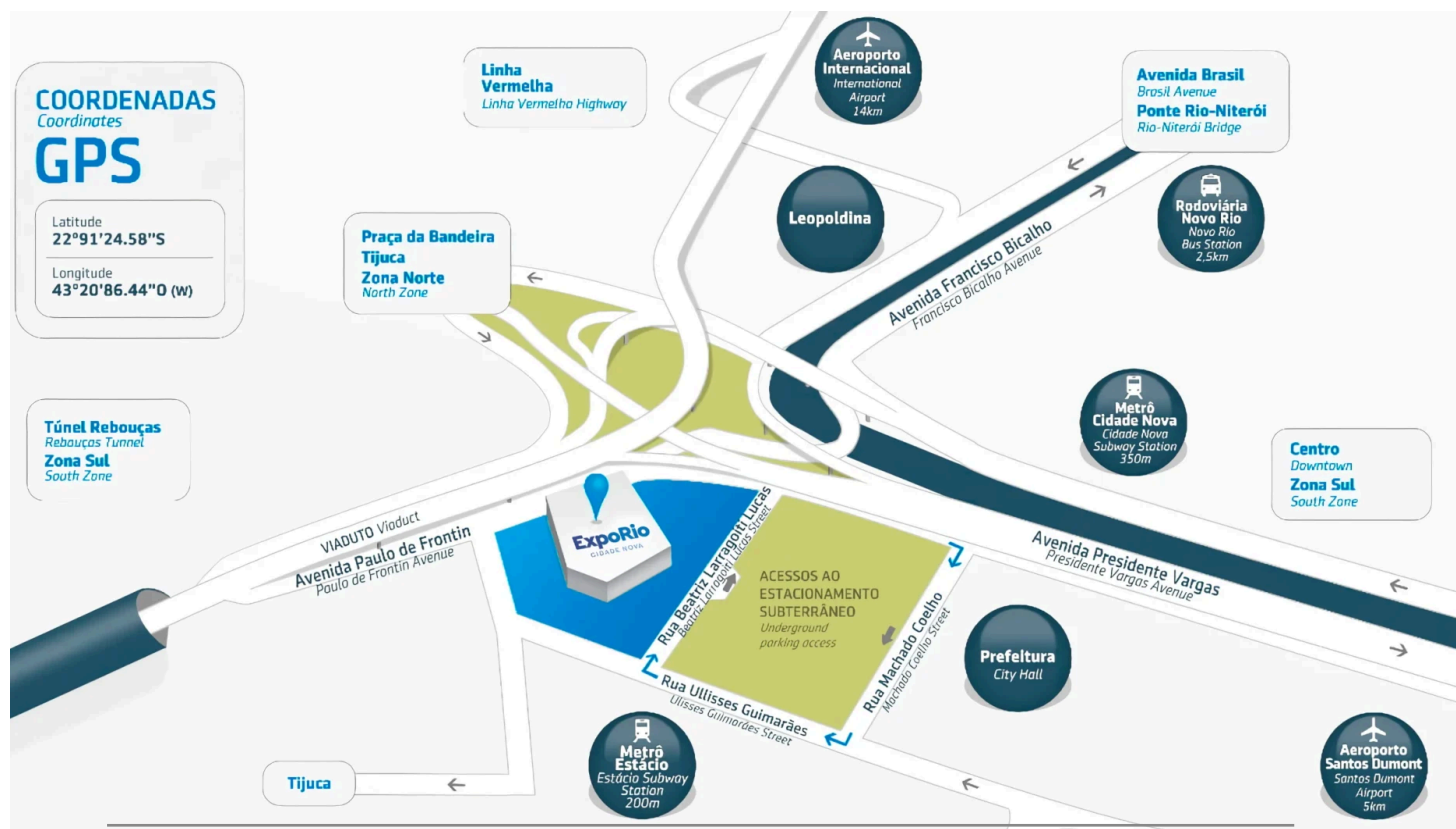 COORDENADAS
Coordinates
GPS
Latitude
22°91'24.58"S
Longitude
43°20'86.44"O (W)
Linha
Vermelha
Linha Vermelha Highway
Aeroporto
Internacional
International
Airport
14km
Avenida Brasil
Brasil Avenue
Ponte Rio-Niterói
Rio-Niterói Bridge
Leopoldina
Rodoviária
Novo Rio
Novo Rio
Bus Station
2,5km
Praça da Bandeira
Tijuca
Zona Norte
North Zone
Avenida Francisco Bicalho
Francisco Bicalho Avenue
Túnel Rebouças
Rebouças Tunnel
Zona Sul
South Zone
Metrô
Cidade Nova
Cidade Nova
Subway Station
350m
Centro
Downtown
Zona Sul
South Zone
VIADUTO Viaduct
Avenida Paulo de Frontin
Paulo de Frontin Avenue
ExpoRio
CIDADE NOVA
Rua Beatriz Larragoiti Lucas
Beatriz Larragoiti Lucas Street
ACESSOS AO
ESTACIONAMENTO
SUBTERRÂNEO
Underground
parking access
Avenida Presidente Vargas
Presidente Vargas Avenue
Rua Machado Coelho
Machado Coelho Street
Prefeitura
City Hall
Rua Ullisses Guimarães
Ulisses Guimarães Street
Metrô
Estácio
Estácio Subway
Station
200m
Tijuca
Aeroporto
Santos Dumont
Santos Dumont
Airport
5km